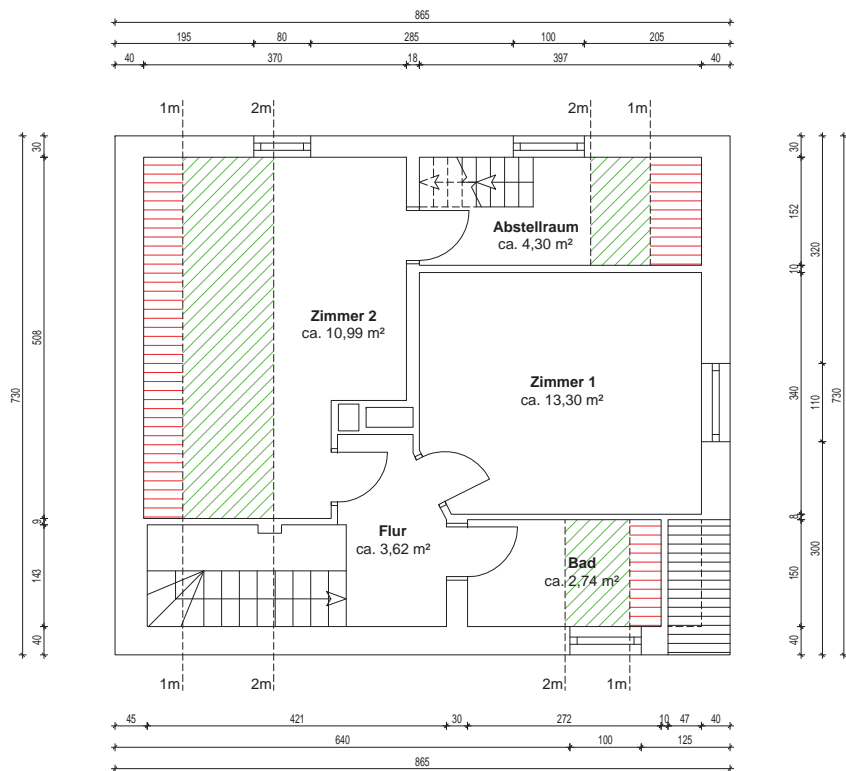 865
195 80 285 100 205
40 370 18 397 40
1m 2m 2m 1m
30 30
152
Abstellraum
ca. 4,30 m²
320
10
Zimmer 2
ca. 10,99 m²
508
Zimmer 1
ca. 13,30 m²
730 340 110 730
9 8
Flur
ca. 3,62 m²
300
Bad
ca. 2,74 m²
143 150
40 40
1m 2m 2m 1m
45 421 30 272 10 47 40
640 100 125
865